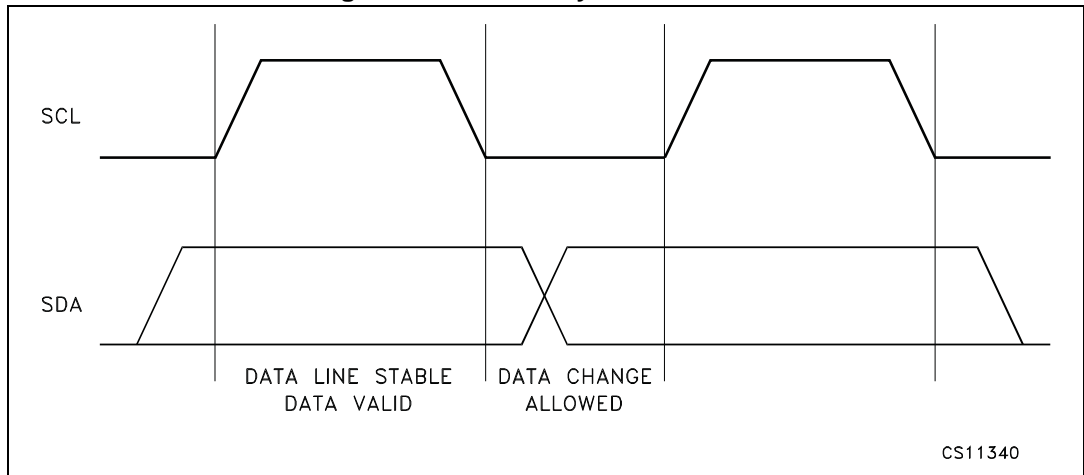 SCL
SDA
DATA LINE STABLE
DATA VALID
DATA CHANGE
ALLOWED
CS11340